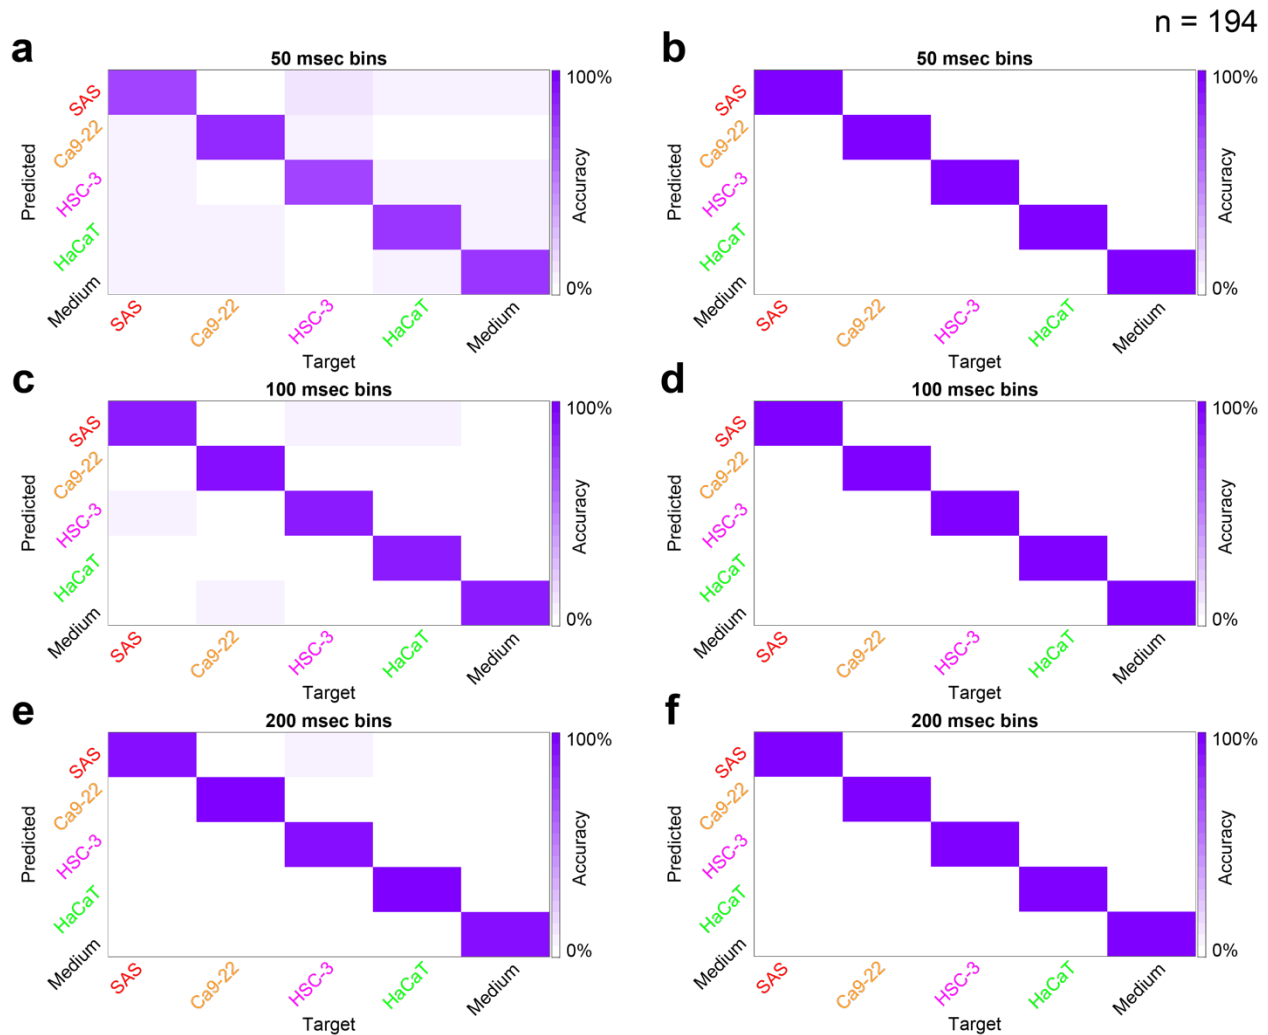 n = 194
a
50 msec bins
Predicted
SAS
Ca9-22
HSC-3
HaCaT
Medium
SAS
Ca9-22
HSC-3
HaCaT
Medium
Target
100%
Accuracy
0%
b
50 msec bins
Predicted
SAS
Ca9-22
HSC-3
HaCaT
Medium
SAS
Ca9-22
HSC-3
HaCaT
Medium
Target
100%
Accuracy
0%
c
100 msec bins
Predicted
SAS
Ca9-22
HSC-3
HaCaT
Medium
SAS
Ca9-22
HSC-3
HaCaT
Medium
Target
100%
Accuracy
0%
d
100 msec bins
Predicted
SAS
Ca9-22
HSC-3
HaCaT
Medium
SAS
Ca9-22
HSC-3
HaCaT
Medium
Target
100%
Accuracy
0%
e
200 msec bins
Predicted
SAS
Ca9-22
HSC-3
HaCaT
Medium
SAS
Ca9-22
HSC-3
HaCaT
Medium
Target
100%
Accuracy
0%
f
200 msec bins
Predicted
SAS
Ca9-22
HSC-3
HaCaT
Medium
SAS
Ca9-22
HSC-3
HaCaT
Medium
Target
100%
Accuracy
0%